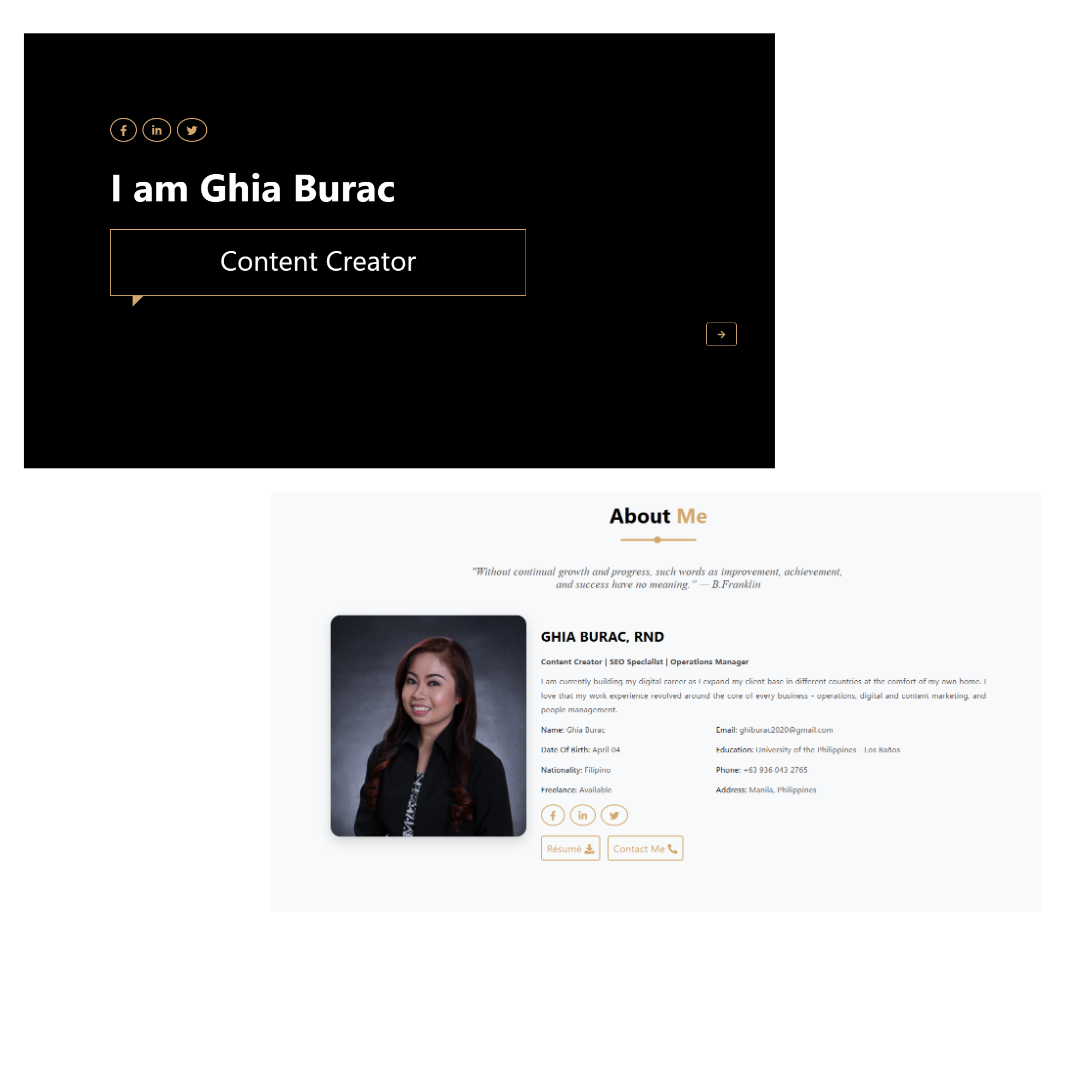 I am Ghia Burac
Content Creator
About Me
"Without continual growth and progress, such words as improvement, achievement,
and success have no meaning." — B.Franklin
GHIA BURAC, RND
Content Creator | SEO Specialist | Operations Manager
I am currently building my digital career as I expand my client base in different countries at the comfort of my own home. I
love that my work experience revolved around the core of every business - operations, digital and content marketing, and
people management.
Name: Ghia Burac
Email: ghiburac2020@gmail.com
Date Of Birth: April 04
Education: University of the Philippines - Los Baños
Nationality: Filipino
Phone: +63 936 043 2765
Freelance: Available
Address: Manila, Philippines
Résumé
Contact Me